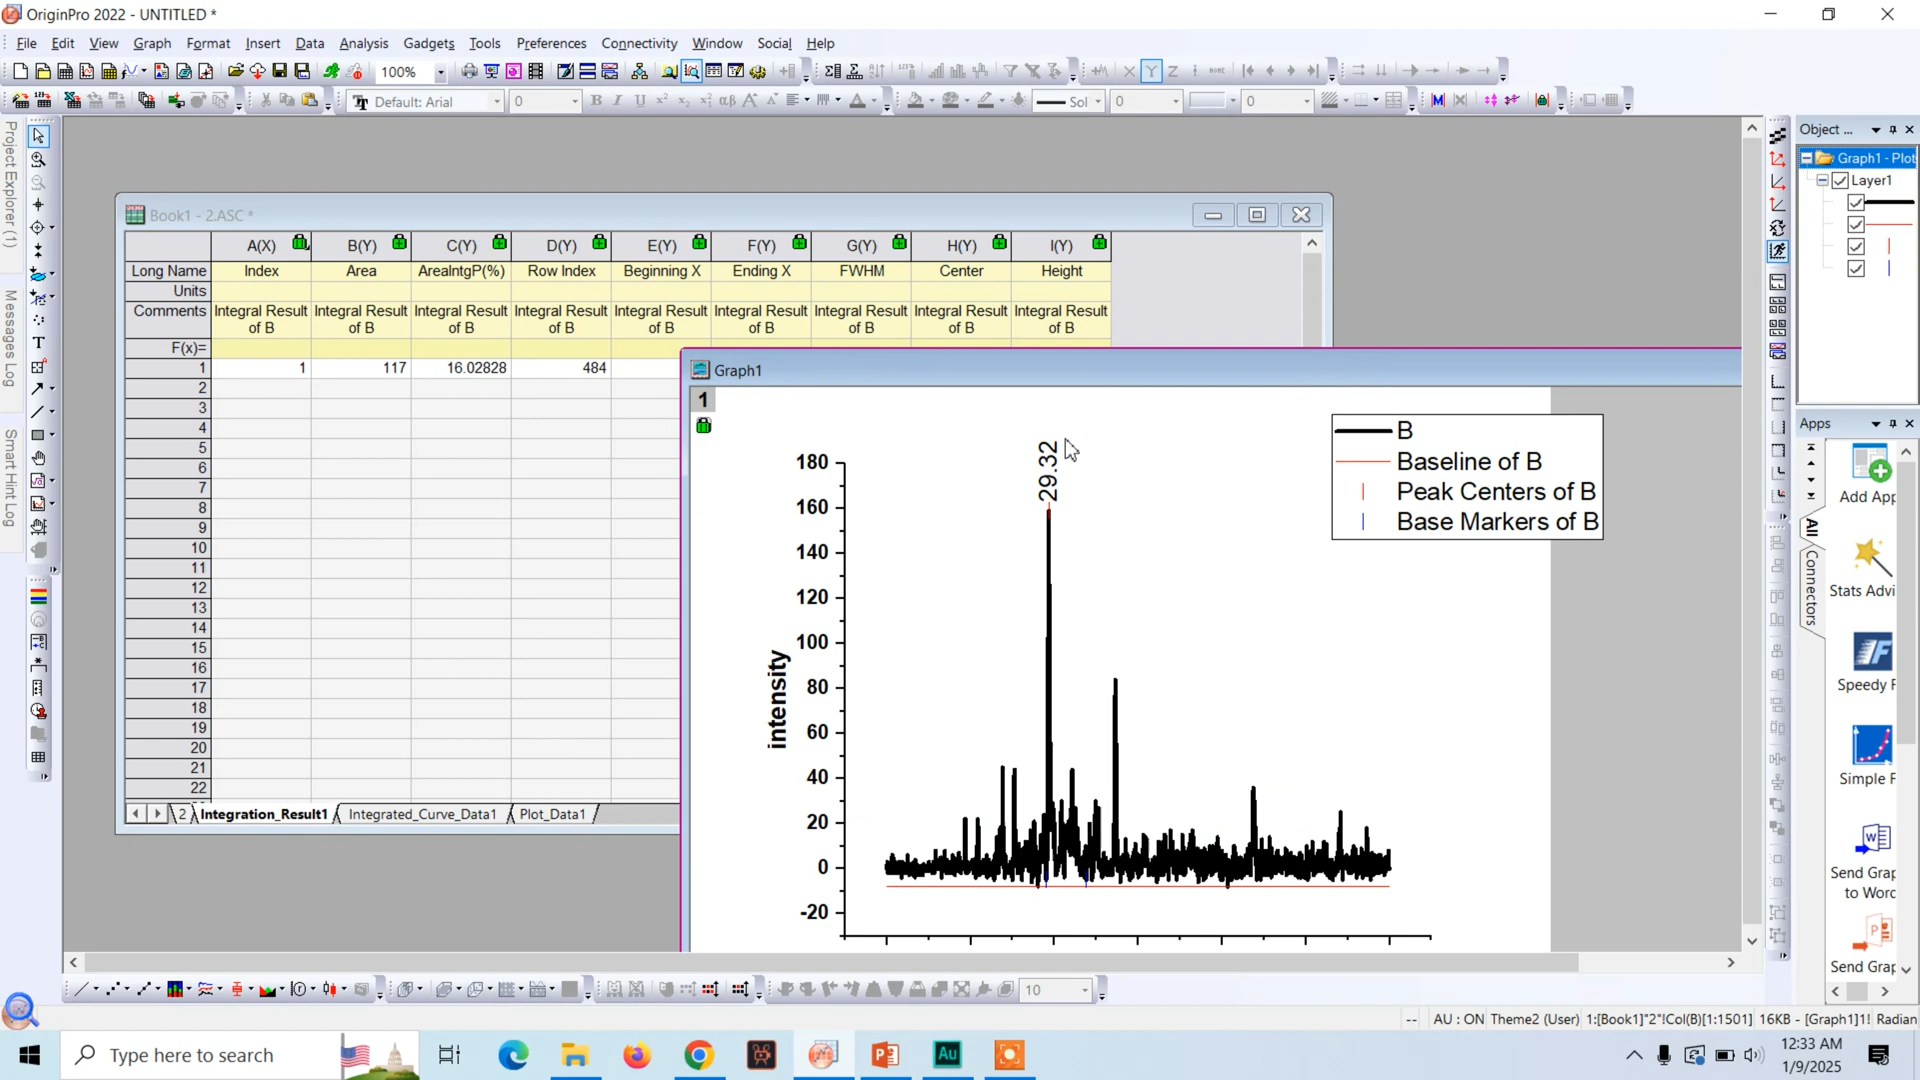 OriginPro 2022 - UNTITLED *
File Edit View Graph Format Insert Data Analysis Gadgets Tools Preferences Connectivity Window Social Help
100%
Default: Arial 0 B I U Sol 0 0
Project Explorer (1)
Messages Log
Smart Hint Log
Book1 - 2.ASC *
A(X) B(Y) C(Y) D(Y) E(Y) F(Y) G(Y) H(Y) I(Y)
Long Name Index Area AreaIntgP(%) Row Index Beginning X Ending X FWHM Center Height
Units
Comments Integral Result of B Integral Result of B Integral Result of B Integral Result of B Integral Result of B Integral Result of B Integral Result of B Integral Result of B Integral Result of B
F(x)=
1 1 117 16.02828 484
2
3
4
5
6
7
8
9
10
11
12
13
14
15
16
17
18
19
20
21
22
2 Integration_Result1 Integrated_Curve_Data1 Plot_Data1
Graph1
1
29.32
B
Baseline of B
Peak Centers of B
Base Markers of B
180
160
140
120
100
80
60
40
20
0
-20
intensity
Object ...
Graph1 - Plot
Layer1
Apps
All
Connectors
Add App
Stats Advi
Speedy F
Simple F
Send Grap
to Word
Send Grap
10
-- AU : ON Theme2 (User) 1:[Book1]"2"!Col(B)[1:1501] 16KB - [Graph1]1! Radian
Type here to search
12:33 AM
1/9/2025